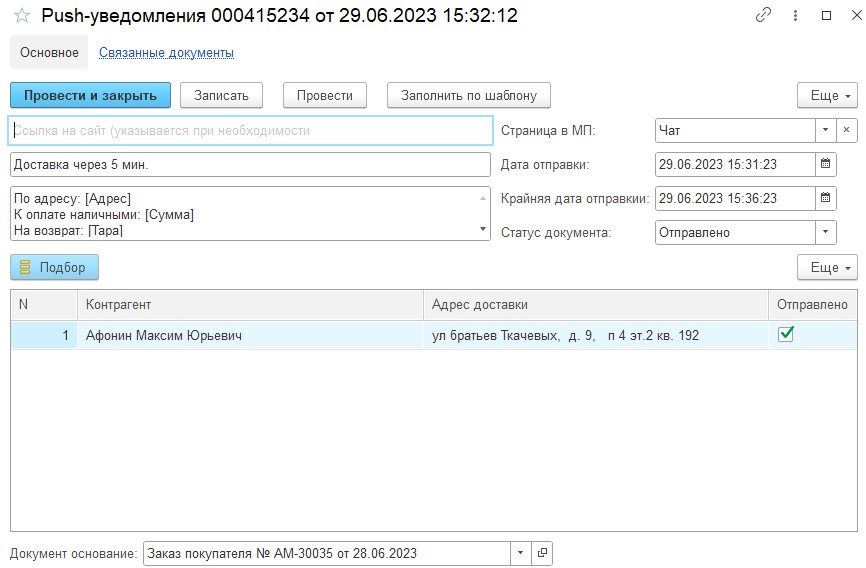 Push-уведомления 000415234 от 29.06.2023 15:32:12
Основное Связанные документы
Провести и закрыть Записать Провести Заполнить по шаблону Еще
Ссылка на сайт (указывается при необходимости Страница в МП: Чат
Доставка через 5 мин. Дата отправки: 29.06.2023 15:31:23
По адресу: [Адрес] Крайняя дата отправкии: 29.06.2023 15:36:23
К оплате наличными: [Сумма]
На возврат: [Тара] Статус документа: Отправлено
Подбор Еще
N Контрагент Адрес доставки Отправлено
1 Афонин Максим Юрьевич ул братьев Ткачевых, д. 9, п 4 эт.2 кв. 192
Документ основание: Заказ покупателя № АМ-30035 от 28.06.2023